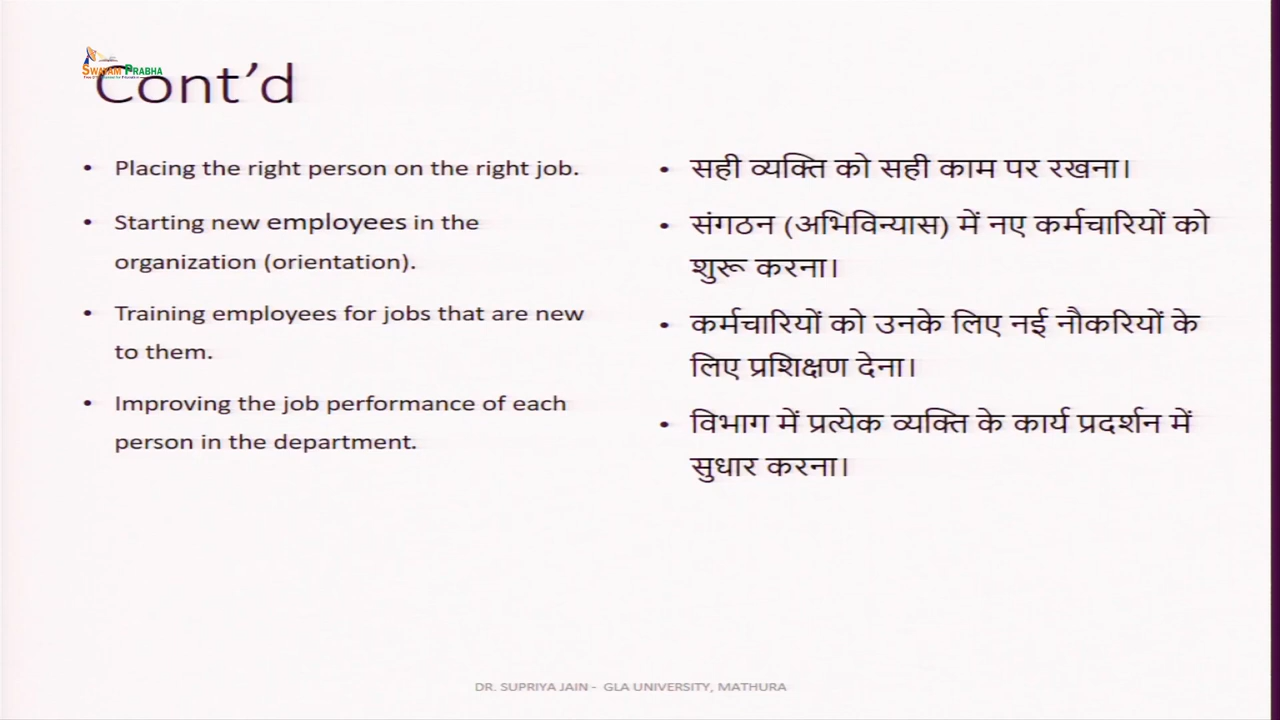 SWAYAM PRABHA
Cont'd
• Placing the right person on the right job.
• Starting new employees in the
organization (orientation).
• Training employees for jobs that are new
to them.
• Improving the job performance of each
person in the department.
• सही व्यक्ति को सही काम पर रखना।
• संगठन (अभिविन्यास) में नए कर्मचारियों को
शुरू करना।
• कर्मचारियों को उनके लिए नई नौकरियों के
लिए प्रशिक्षण देना।
• विभाग में प्रत्येक व्यक्ति के कार्य प्रदर्शन में
सुधार करना।
DR. SUPRIYA JAIN - GLA UNIVERSITY, MATHURA